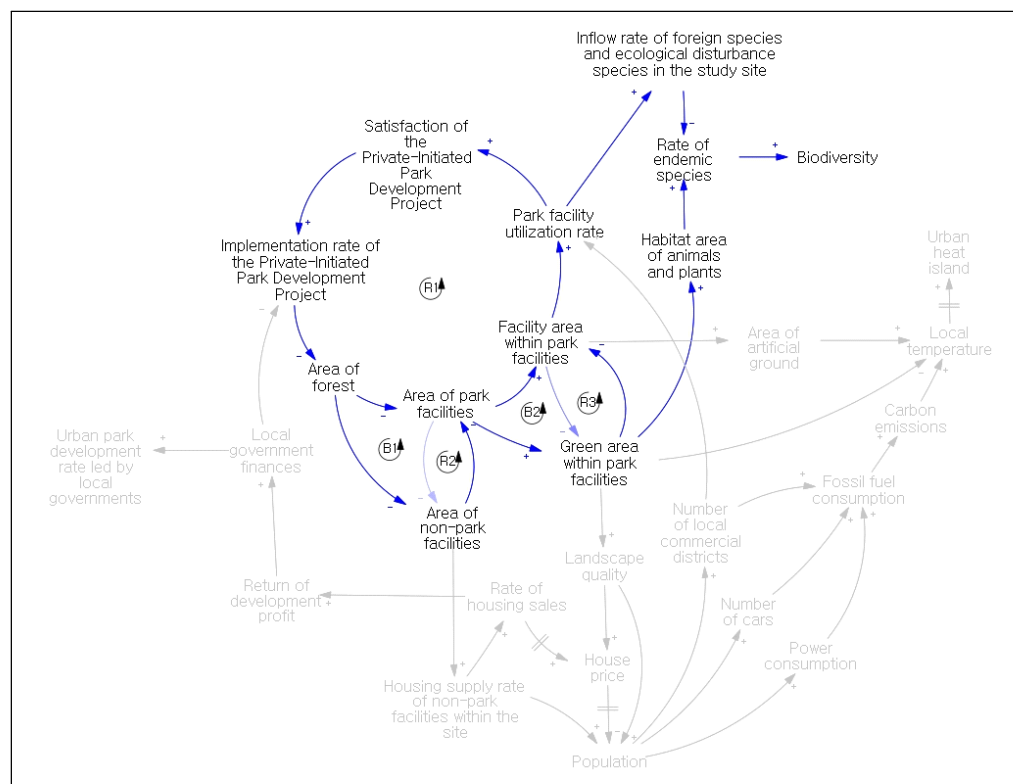 Inflow rate of foreign species
and ecological disturbance
species in the study site
+
-
Satisfaction of
the
Private-Initiated
Park
Development
Project
+
Rate of
endemic
species
+
Biodiversity
+
+
Park facility
utilization rate
+
-
Habitat area
of animals
and plants
+
Implementation rate of
the Private-Initiated
Park Development
Project
-
R1
Urban
heat
island
+
Facility area
within park
facilities
-
+
Area of
artificial
ground
+
Local
temperature
-
+
+
-
Area of
forest
-
Area of park
facilities
-
+
B2
R3
-
+
Green area
within park
facilities
Carbon
emissions
+
Urban park
development
rate led by
local
governments
+
Local
government
finances
+
B1
R2
-
-
Area of
non-park
facilities
Number
of local
commercial
districts
+
+
Fossil fuel
consumption
+
+
Landscape
quality
+
Return of
development
profit
+
Rate of
housing sales
+
Number
of cars
+
House
price
+
+
Power
consumption
+
Housing supply rate
of non-park
facilities within the
site
+
-
+
+
Population